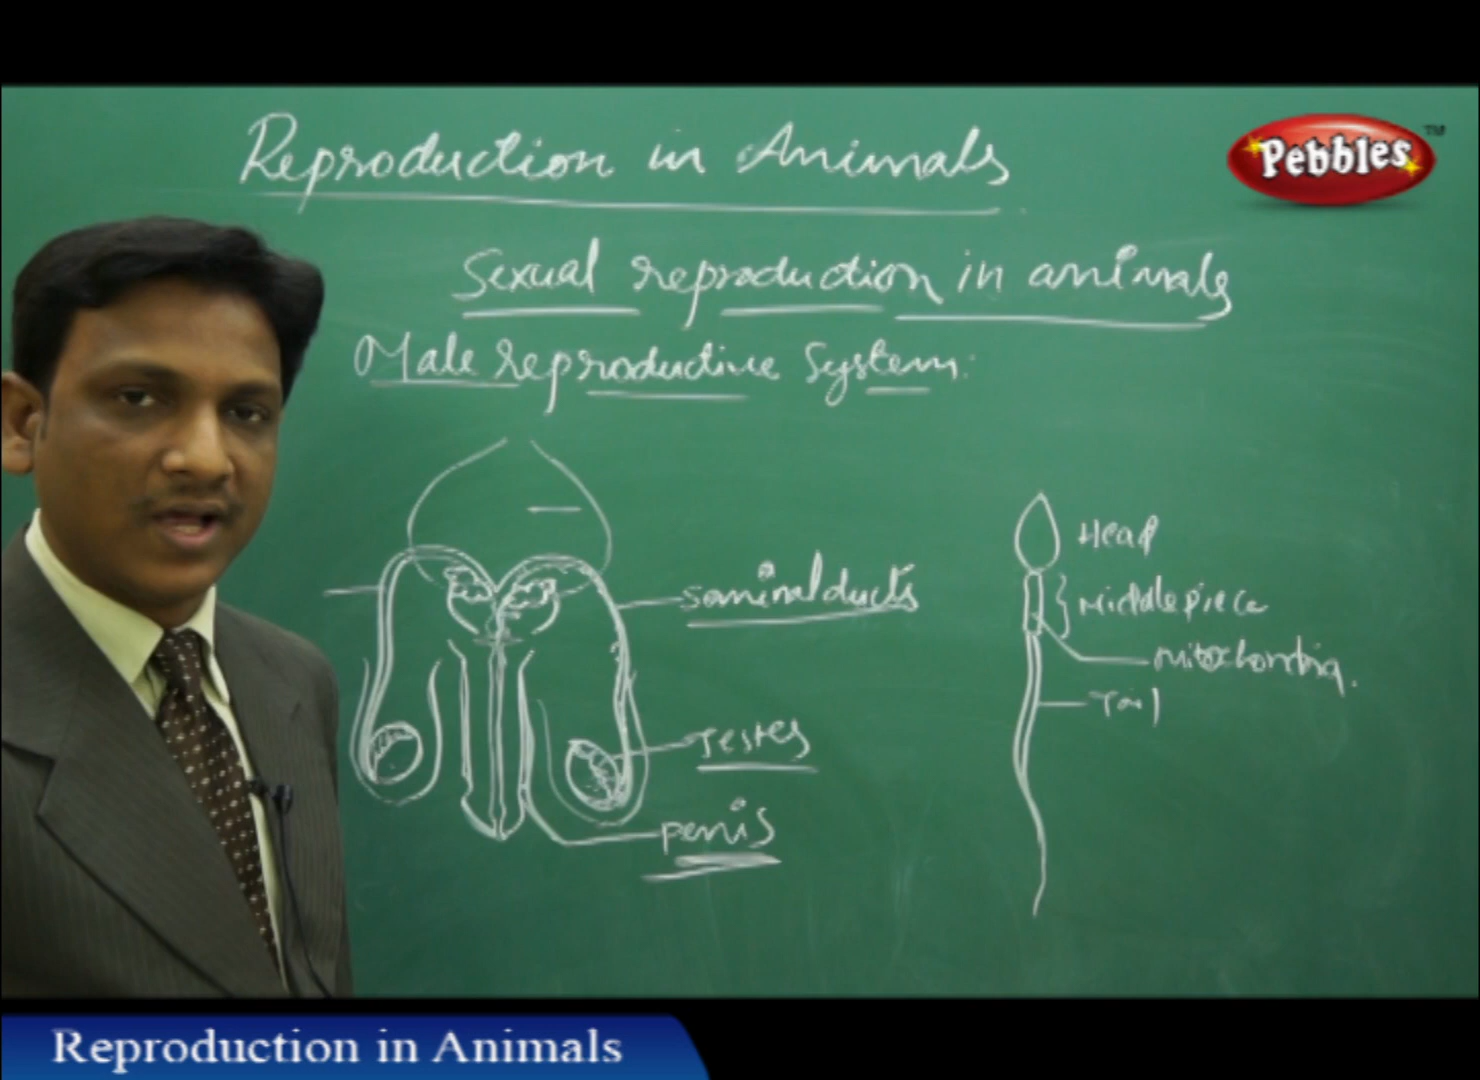 Reproduction in Animals
Pebbles™
Sexual reproduction in animals
Male Reproductive System:
Head
seminal ducts
Middle piece
mitochondria.
Tail
Testes
penis
Reproduction in Animals